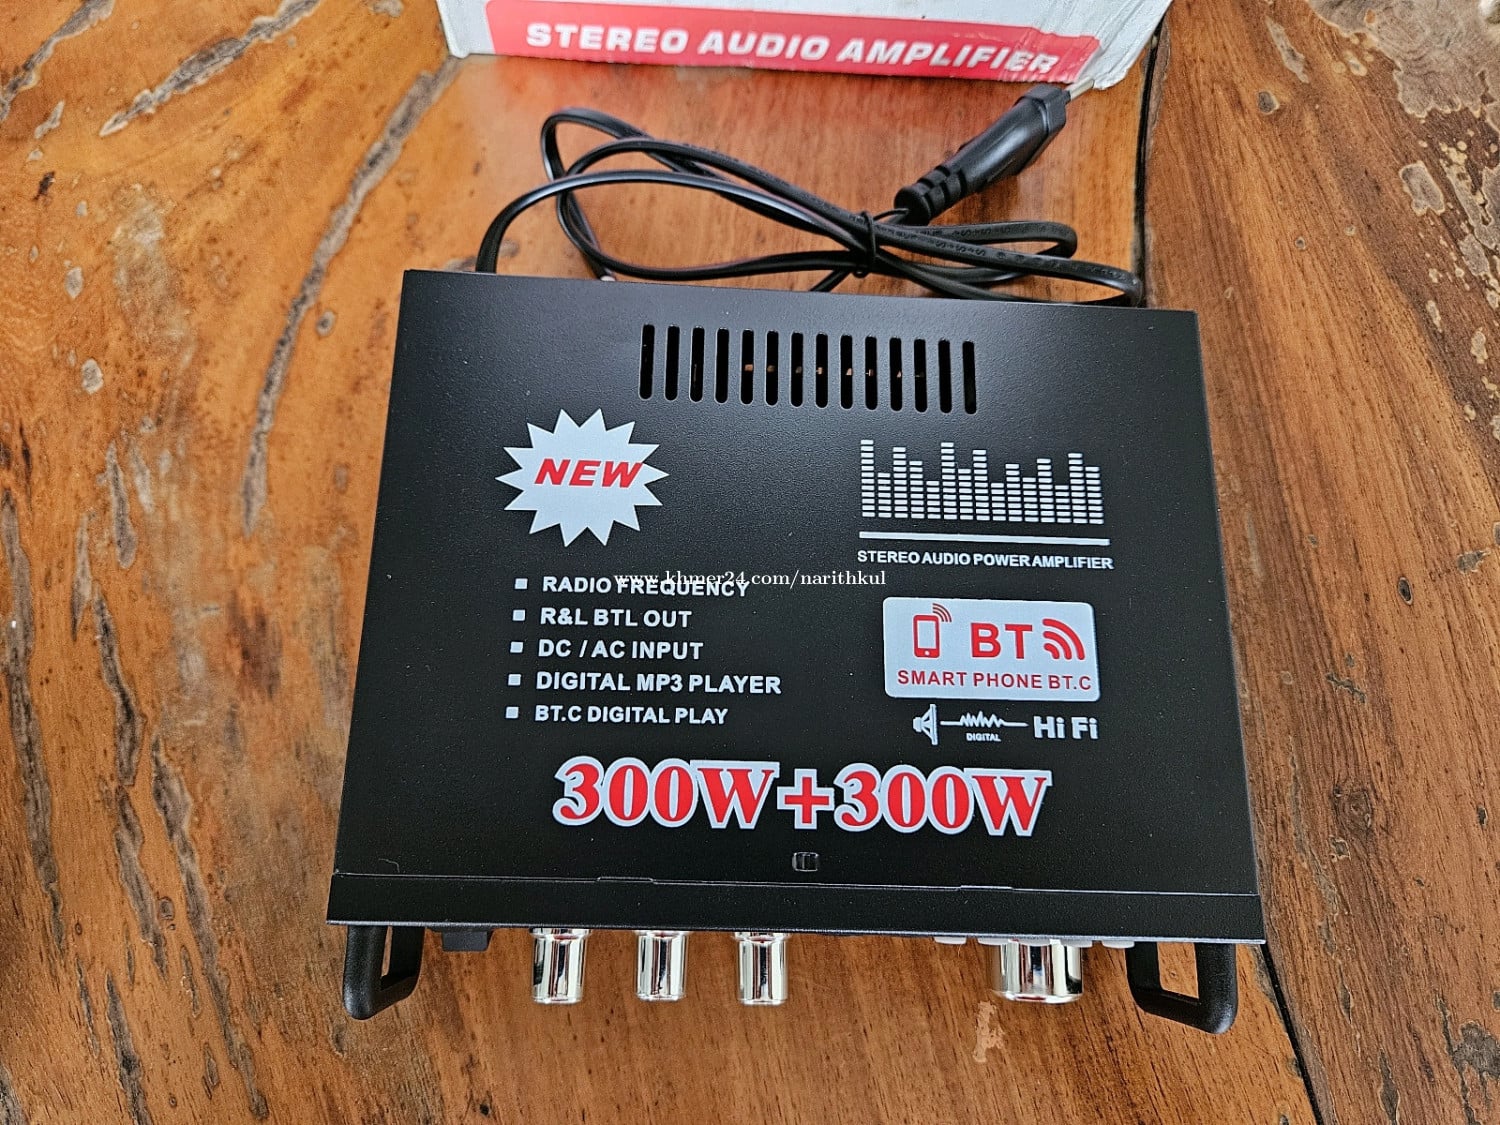 STEREO AUDIO AMPLIFIER
NEW
STEREO AUDIO POWER AMPLIFIER
www.khmer24.com/narithkul
RADIO FREQUENCY
R&L BTL OUT
DC / AC INPUT
DIGITAL MP3 PLAYER
BT.C DIGITAL PLAY
BT
SMART PHONE BT.C
DIGITAL
Hi Fi
300W+300W